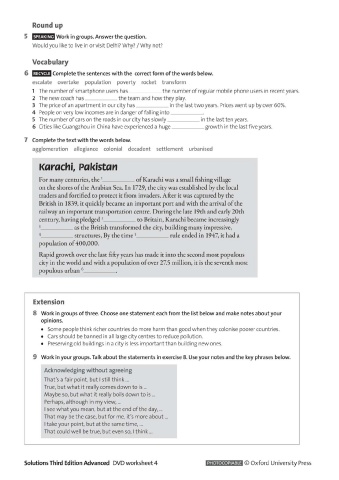 Round up
5 SPEAKING Work in groups. Answer the question.
Would you like to live in or visit Delhi? Why? / Why not?
Vocabulary
6 RECYCLE Complete the sentences with the correct form of the words below.
escalate overtake population poverty rocket transform
1 The number of smartphone users has ____________ the number of regular mobile phone users in recent years.
2 The new coach has ____________ the team and how they play.
3 The price of an apartment in our city has ____________ in the last two years. Prices went up by over 60%.
4 People on very low incomes are in danger of falling into ____________.
5 The number of cars on the roads in our city has slowly ____________ in the last ten years.
6 Cities like Guangzhou in China have experienced a huge ____________ growth in the last five years.
7 Complete the text with the words below.
agglomeration allegiance colonial decadent settlement urbanised
Karachi, Pakistan
For many centuries, the 1____________ of Karachi was a small fishing village
on the shores of the Arabian Sea. In 1729, the city was established by the local
traders and fortified to protect it from invaders. After it was captured by the
British in 1839, it quickly became an important port and with the arrival of the
railway an important transportation centre. During the late 19th and early 20th
century, having pledged 2____________ to Britain, Karachi became increasingly
3____________ as the British transformed the city, building many impressive,
4____________ structures. By the time 5____________ rule ended in 1947, it had a
population of 400,000.
Rapid growth over the last fifty years has made it into the second most populous
city in the world and with a population of over 27.5 million, it is the seventh most
populous urban 6____________.
Extension
8 Work in groups of three. Choose one statement each from the list below and make notes about your
opinions.
• Some people think richer countries do more harm than good when they colonise poorer countries.
• Cars should be banned in all large city centres to reduce pollution.
• Preserving old buildings in a city is less important than building new ones.
9 Work in your groups. Talk about the statements in exercise 8. Use your notes and the key phrases below.
Acknowledging without agreeing
That's a fair point, but I still think …
True, but what it really comes down to is …
Maybe so, but what it really boils down to is …
Perhaps, although in my view, …
I see what you mean, but at the end of the day, …
That may be the case, but for me, it's more about …
I take your point, but at the same time, …
That could well be true, but even so, I think …
Solutions Third Edition Advanced DVD worksheet 4 PHOTOCOPIABLE © Oxford University Press